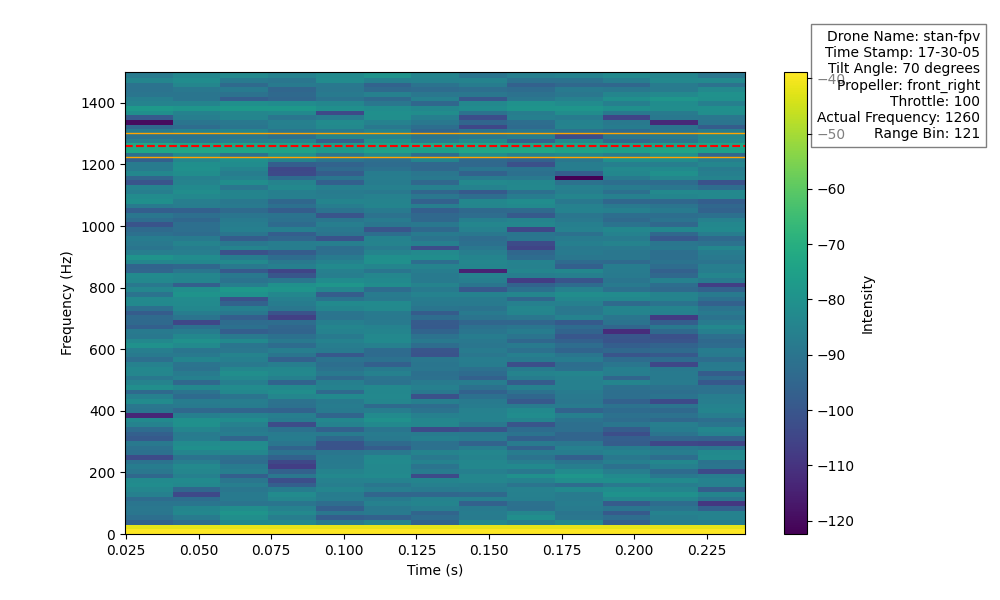 Drone Name: stan-fpv
Time Stamp: 17-30-05
Tilt Angle: 70 degrees
Propeller: front_right
Throttle: 100
Actual Frequency: 1260
Range Bin: 121
1400
1200
1000
800
600
400
200
0
Frequency (Hz)
0.025
0.050
0.075
0.100
0.125
0.150
0.175
0.200
0.225
Time (s)
−40
−50
−60
−70
−80
−90
−100
−110
−120
Intensity